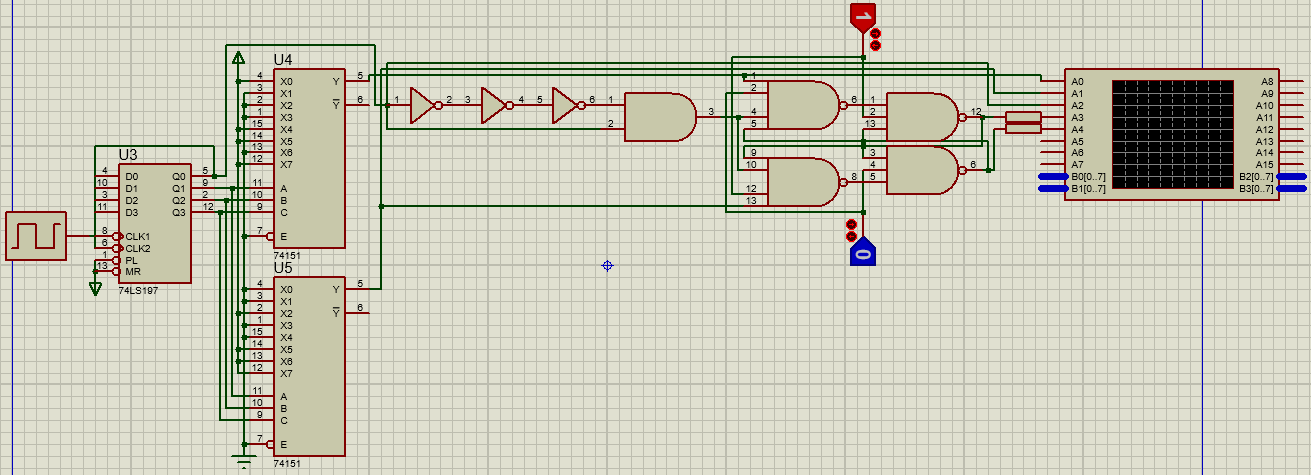 1
U4
4 X0 Y 5
3 X1
2 X2 Y 6
1 X3
15 X4
14 X5
13 X6
12 X7
11 A
10 B
9 C
7 E
74151
U3
4 D0 Q0 5
10 D1 Q1 9
3 D2 Q2 2
11 D3 Q3 12
8 CLK1
6 CLK2
1 PL
13 MR
74LS197
U5
4 X0 Y 5
3 X1
2 X2 Y 6
1 X3
15 X4
14 X5
13 X6
12 X7
11 A
10 B
9 C
7 E
74151
1 2 3 4 5 6
1
2 3
1
2
4 6
5
9
10
12 8
13
1
2 12
13
3
4 6
5
0
A0 A8
A1 A9
A2 A10
A3 A11
A4 A12
A5 A13
A6 A14
A7 A15
B0[0..7] B2[0..7]
B1[0..7] B3[0..7]